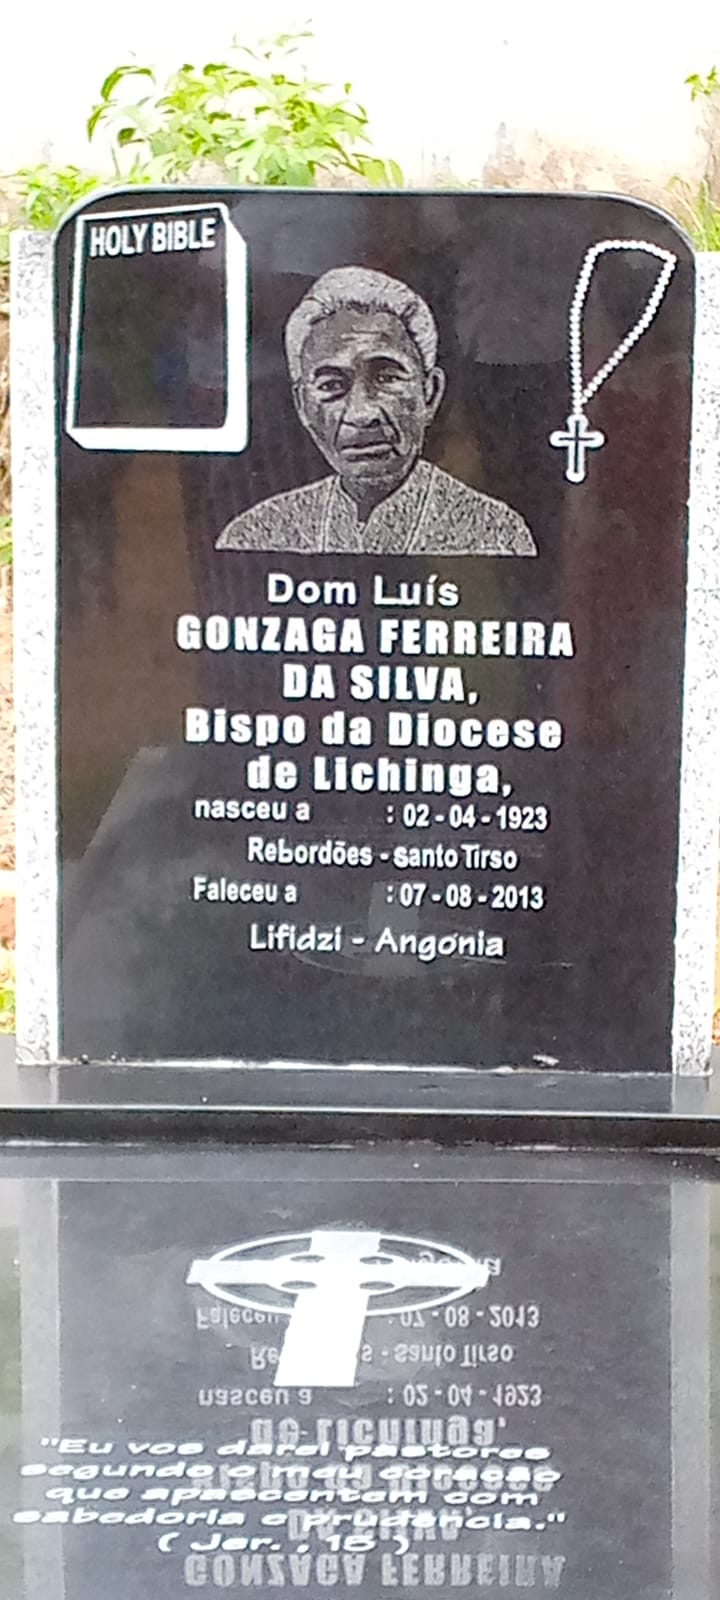 HOLY BIBLE
Dom Luís
GONZAGA FERREIRA
DA SILVA,
Bispo da Diocese
de Lichinga,
nasceu a : 02-04-1923
Rebordões - santo Tirso
Faleceu a : 07-08-2013
Lifidzi - Angónia
"Eu vos darei pastores
segundo o meu coração
que apascentem com
sabedoria e prudência."
( Jer. , 15 )